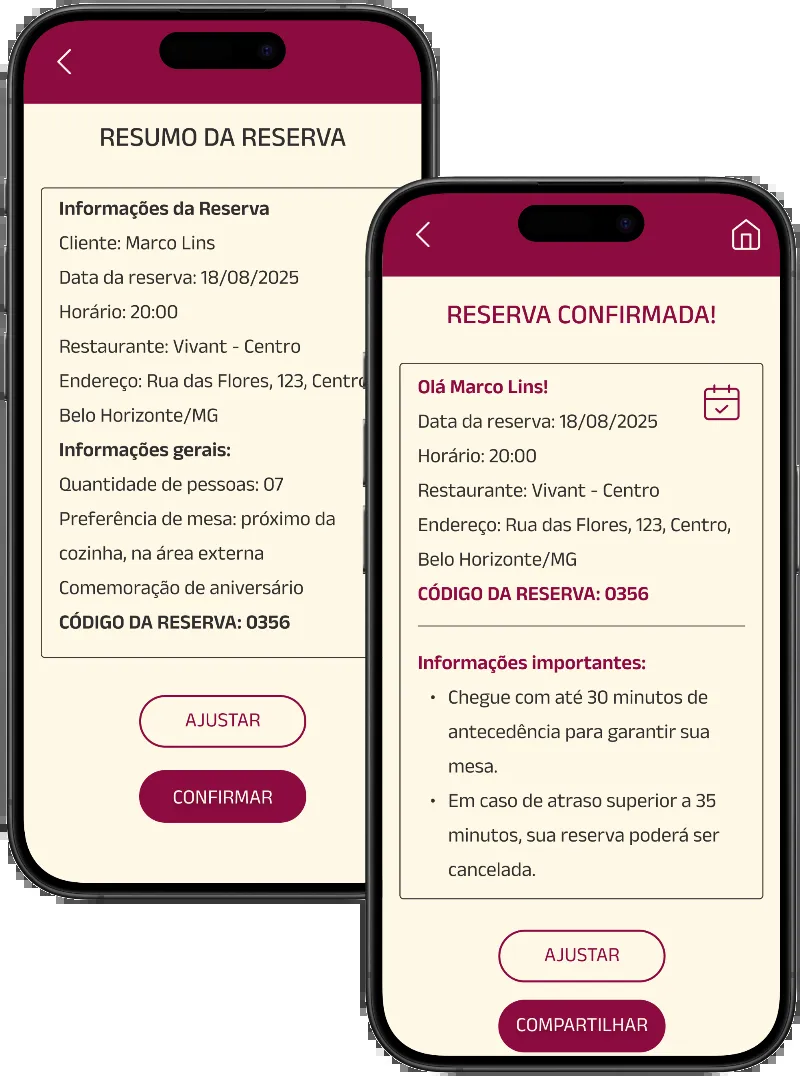 RESUMO DA RESERVA
Informações da Reserva
Cliente: Marco Lins
Data da reserva: 18/08/2025
Horário: 20:00
Restaurante: Vivant - Centro
Endereço: Rua das Flores, 123, Centro
Belo Horizonte/MG
Informações gerais:
Quantidade de pessoas: 07
Preferência de mesa: próximo da
cozinha, na área externa
Comemoração de aniversário
CÓDIGO DA RESERVA: 0356
AJUSTAR
CONFIRMAR
RESERVA CONFIRMADA!
Olá Marco Lins!
Data da reserva: 18/08/2025
Horário: 20:00
Restaurante: Vivant - Centro
Endereço: Rua das Flores, 123, Centro,
Belo Horizonte/MG
CÓDIGO DA RESERVA: 0356
Informações importantes:
• Chegue com até 30 minutos de
antecedência para garantir sua
mesa.
• Em caso de atraso superior a 35
minutos, sua reserva poderá ser
cancelada.
AJUSTAR
COMPARTILHAR